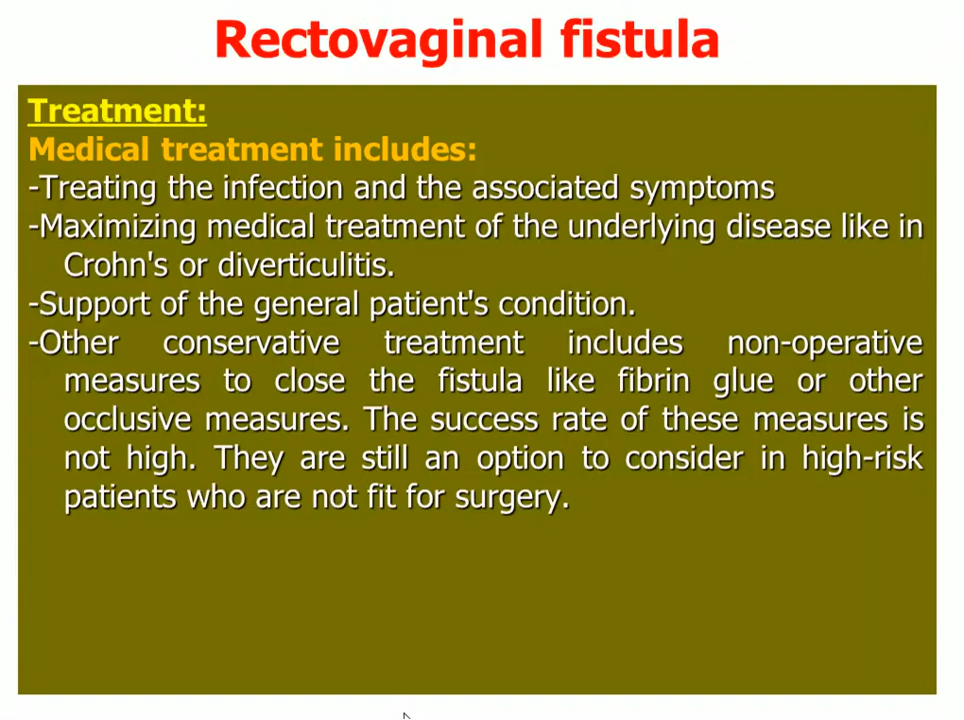 Rectovaginal fistula
Treatment:
Medical treatment includes:
-Treating the infection and the associated symptoms
-Maximizing medical treatment of the underlying disease like in
Crohn's or diverticulitis.
-Support of the general patient's condition.
-Other conservative treatment includes non-operative
measures to close the fistula like fibrin glue or other
occlusive measures. The success rate of these measures is
not high. They are still an option to consider in high-risk
patients who are not fit for surgery.